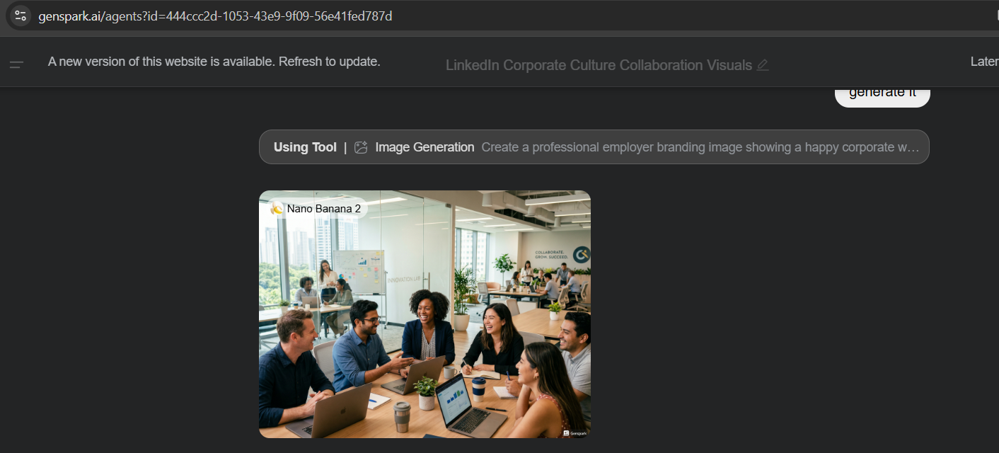 genspark.ai/agents?id=444ccc2d-1053-43e9-9f09-56e41fed787d
A new version of this website is available. Refresh to update.
LinkedIn Corporate Culture Collaboration Visuals
Later
generate it
Using Tool | Image Generation Create a professional employer branding image showing a happy corporate w…
Nano Banana 2
COLLABORATE.
GROW. SUCCEED.
INNOVATION LAB
Genspark